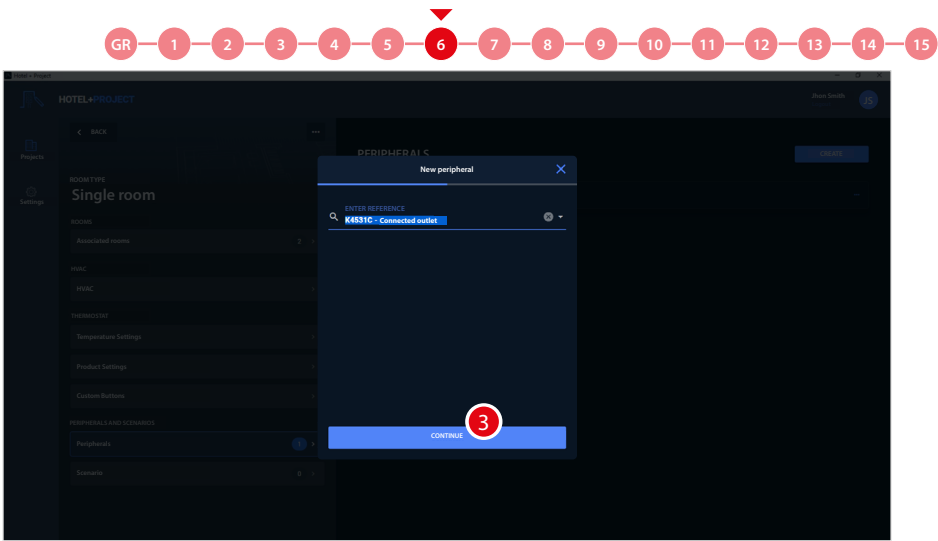 GR 1 2 3 4 5 6 7 8 9 10 11 12 13 14 15
Hotel + Project
HOTEL+PROJECT
Jhon Smith
JS
BACK
Projects
Settings
PERIPHERALS
CREATE
ROOM TYPE
Single room
ROOMS
Associated rooms 2
HVAC
HVAC
THERMOSTAT
Temperature Settings
Product Settings
Custom Buttons
PERIPHERALS AND SCENARIOS
Peripherals 1
Scenario 0
New peripheral
ENTER REFERENCE
K4531C - Connected outlet
3
CONTINUE